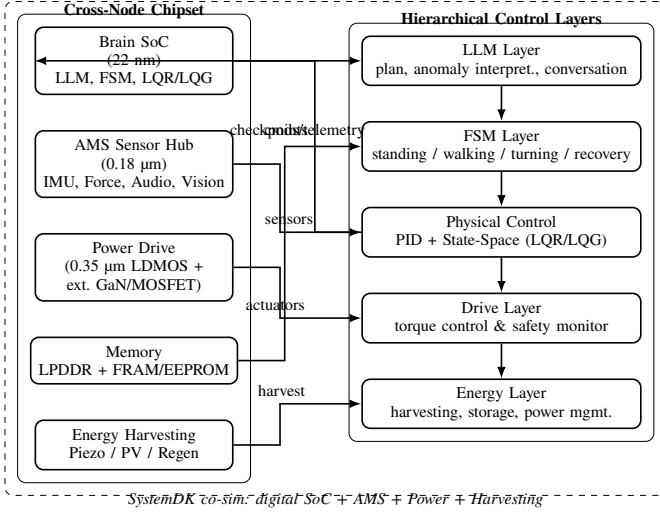 Cross-Node Chipset
Brain SoC
(22 nm)
LLM, FSM, LQR/LQG
AMS Sensor Hub
(0.18 µm)
IMU, Force, Audio, Vision
Power Drive
(0.35 µm LDMOS +
ext. GaN/MOSFET)
Memory
LPDDR + FRAM/EEPROM
Energy Harvesting
Piezo / PV / Regen
sensors
actuators
harvest
Hierarchical Control Layers
LLM Layer
plan, anomaly interpret., conversation
FSM Layer
standing / walking / turning / recovery
Physical Control
PID + State-Space (LQR/LQG)
Drive Layer
torque control & safety monitor
Energy Layer
harvesting, storage, power mgmt.
SystemDK co-sim: digital SoC + AMS + Power + Harvesting